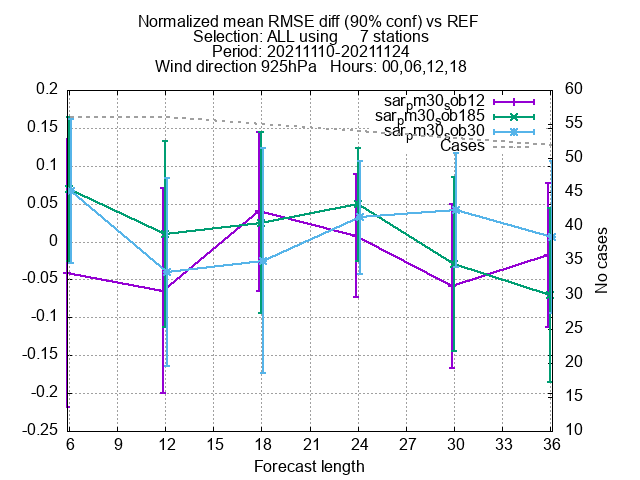 Normalized mean RMSE diff (90% conf) vs REF
Selection: ALL using 7 stations
Period: 20211110-20211124
Wind direction 925hPa Hours: 00,06,12,18
sar_pm30_sob12
sar_pm30_sob185
sar_pm30_sob30
Cases
0.2
0.15
0.1
0.05
0
-0.05
-0.1
-0.15
-0.2
-0.25
60
55
50
45
40
35
30
25
20
15
10
No cases
6 9 12 15 18 21 24 27 30 33 36
Forecast length